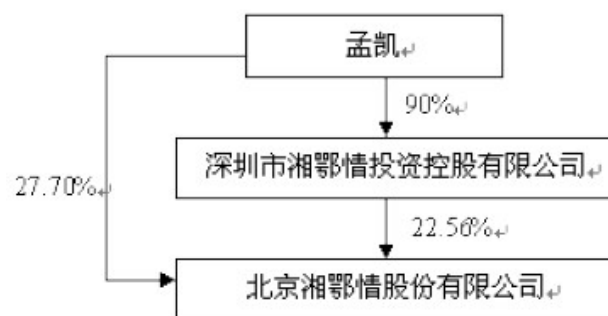 孟凯
90%
深圳市湘鄂情投资控股有限公司
27.70%
22.56%
北京湘鄂情股份有限公司